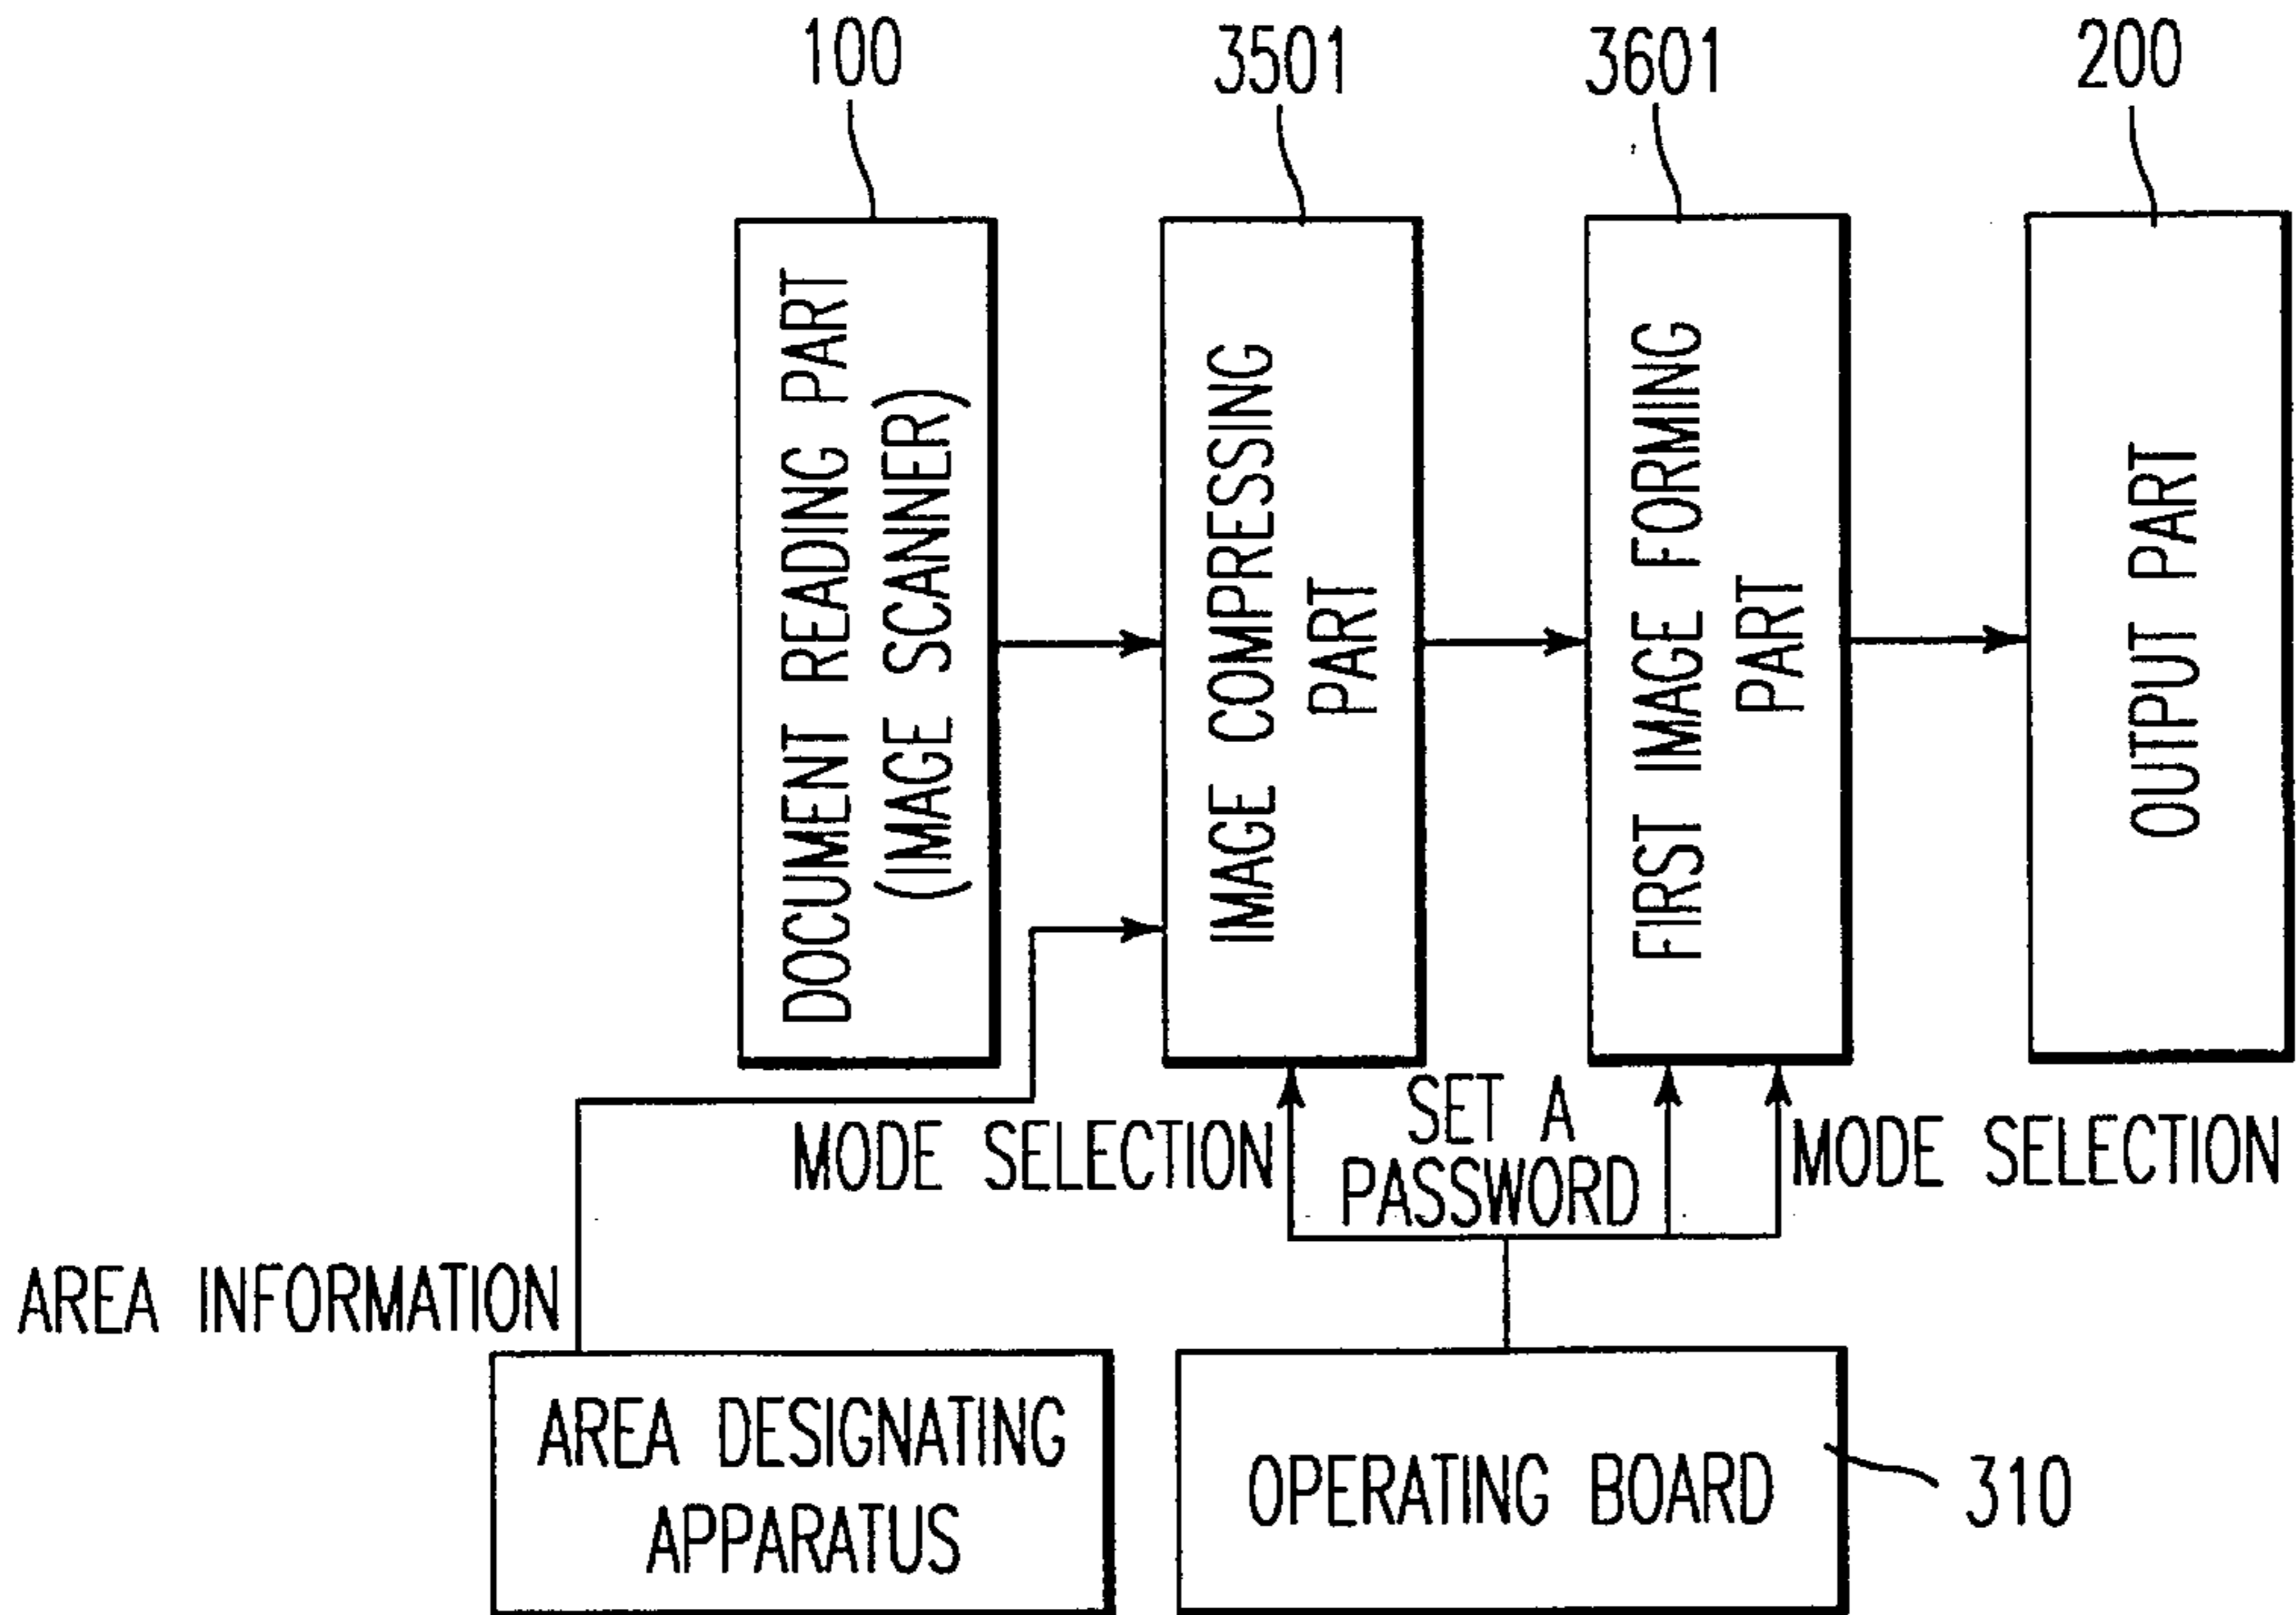 100
3501
3601
200
DOCUMENT READING PART
(IMAGE SCANNER)
IMAGE COMPRESSING
PART
FIRST IMAGE FORMING
PART
OUTPUT PART
MODE SELECTION
SET A
PASSWORD
MODE SELECTION
AREA INFORMATION
AREA DESIGNATING
APPARATUS
OPERATING BOARD
310